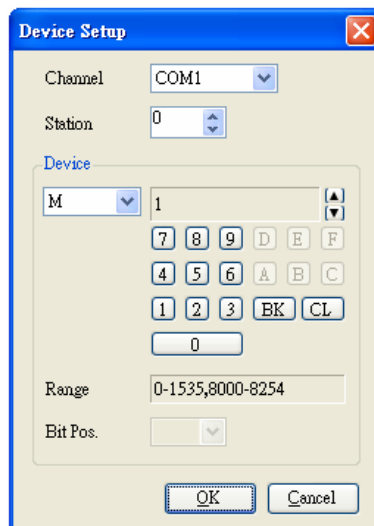 Device Setup
Channel COM1
Station 0
Device
M 1
7 8 9 D E F
4 5 6 A B C
1 2 3 BK CL
0
Range 0-1535,8000-8254
Bit Pos.
OK Cancel